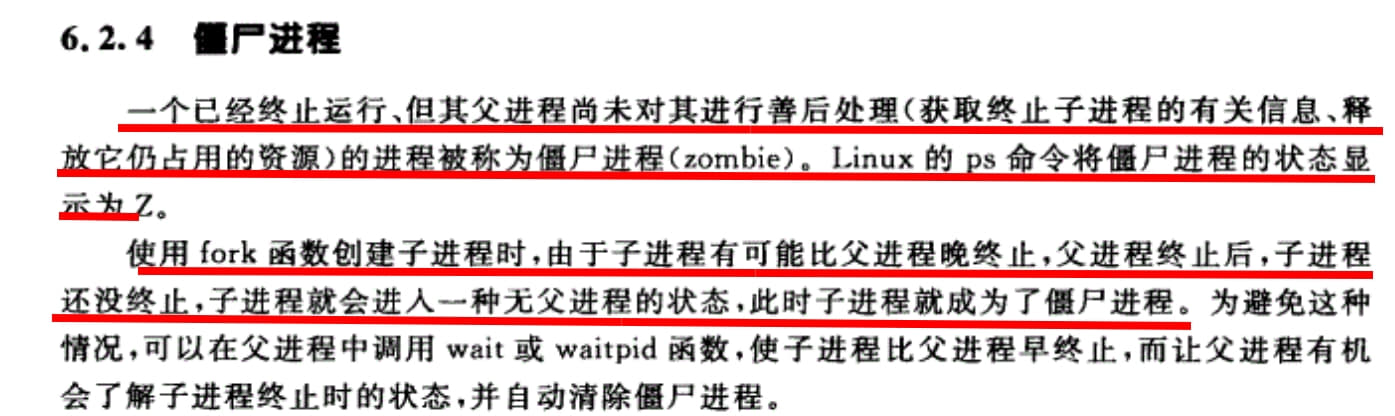 6.2.4 僵尸进程
一个已经终止运行、但其父进程尚未对其进行善后处理(获取终止子进程的有关信息、释
放它仍占用的资源)的进程被称为僵尸进程(zombie)。Linux 的 ps 命令将僵尸进程的状态显
示为 Z。
使用 fork 函数创建子进程时,由于子进程有可能比父进程晚终止,父进程终止后,子进程
还没终止,子进程就会进入一种无父进程的状态,此时子进程就成为了僵尸进程。为避免这种
情况,可以在父进程中调用 wait 或 waitpid 函数,使子进程比父进程早终止,而让父进程有机
会了解子进程终止时的状态,并自动清除僵尸进程。